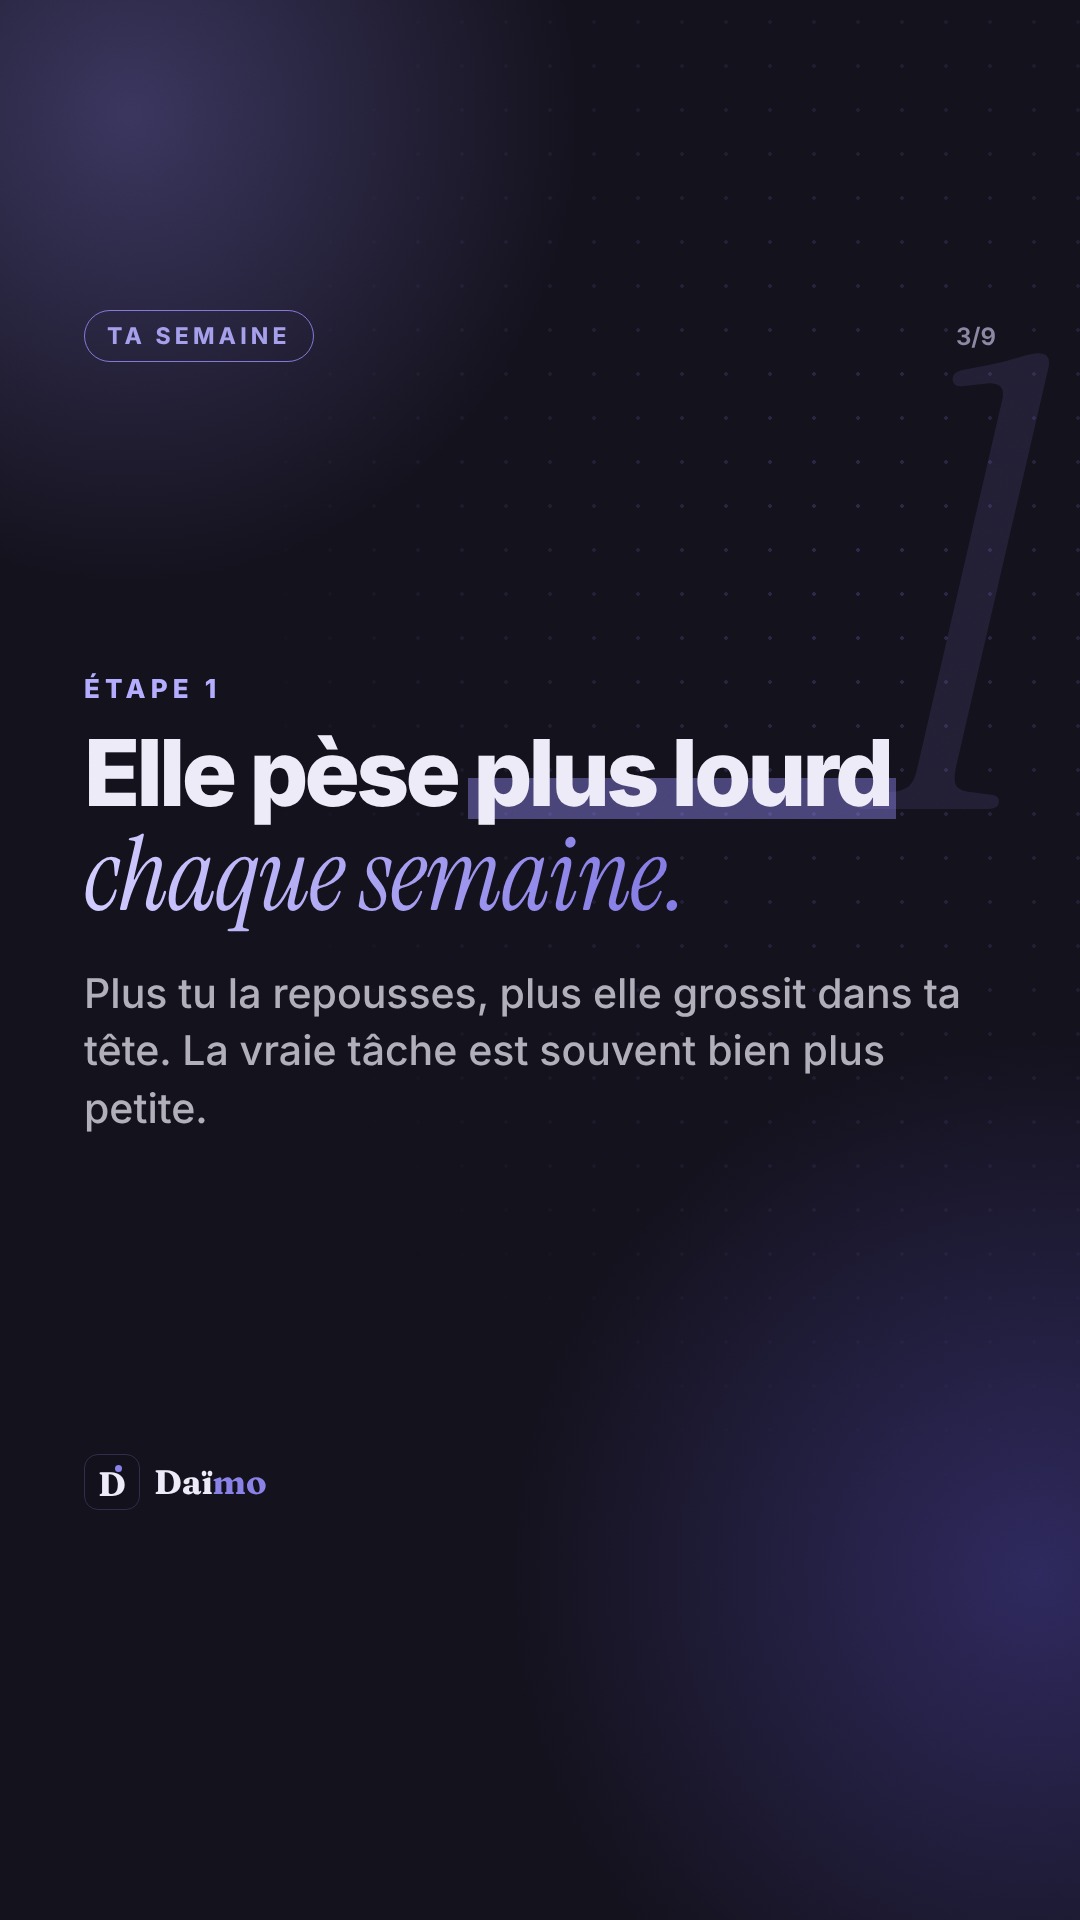 TA SEMAINE
3/9
1
ÉTAPE 1
Elle pèse plus lourd
chaque semaine.
Plus tu la repousses, plus elle grossit dans ta
tête. La vraie tâche est souvent bien plus
petite.
D Daïmo